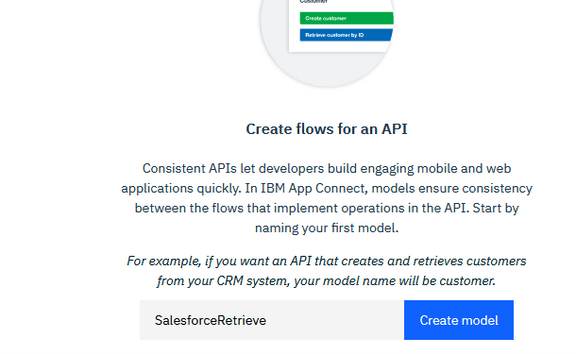 Customer
Create customer
Retrieve customer by ID
Create flows for an API
Consistent APIs let developers build engaging mobile and web
applications quickly. In IBM App Connect, models ensure consistency
between the flows that implement operations in the API. Start by
naming your first model.
For example, if you want an API that creates and retrieves customers
from your CRM system, your model name will be customer.
SalesforceRetrieve Create model